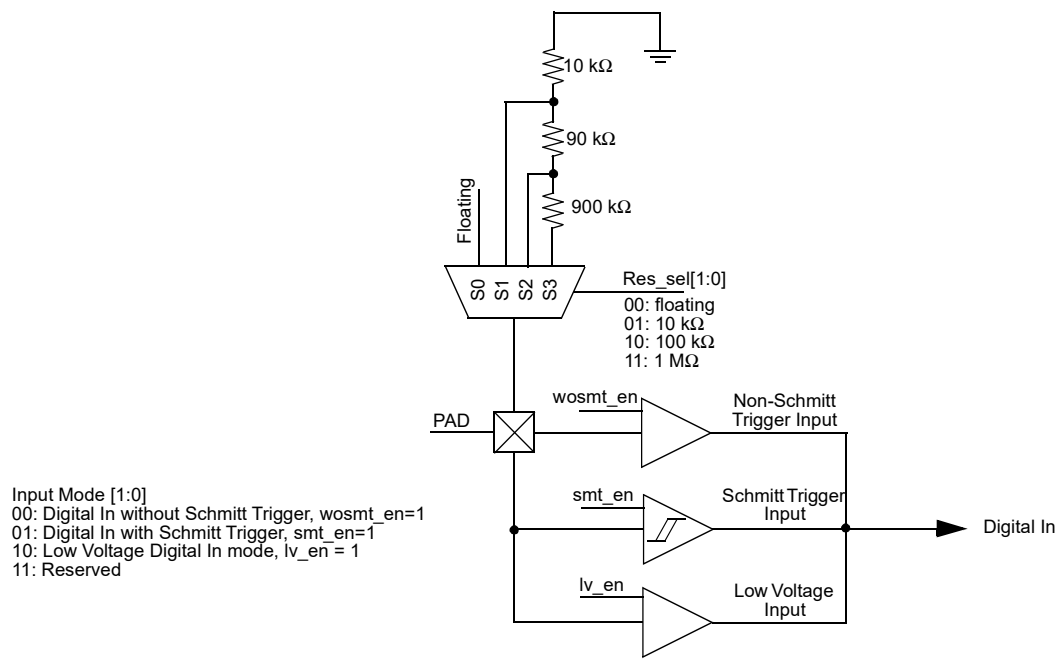 10 kΩ
90 kΩ
900 kΩ
Floating
S0
S1
S2
S3
Res_sel[1:0]
00: floating
01: 10 kΩ
10: 100 kΩ
11: 1 MΩ
PAD
wosmt_en
Non-Schmitt
Trigger Input
Input Mode [1:0]
00: Digital In without Schmitt Trigger, wosmt_en=1
01: Digital In with Schmitt Trigger, smt_en=1
10: Low Voltage Digital In mode, lv_en = 1
11: Reserved
smt_en
Schmitt Trigger
Input
Digital In
lv_en
Low Voltage
Input